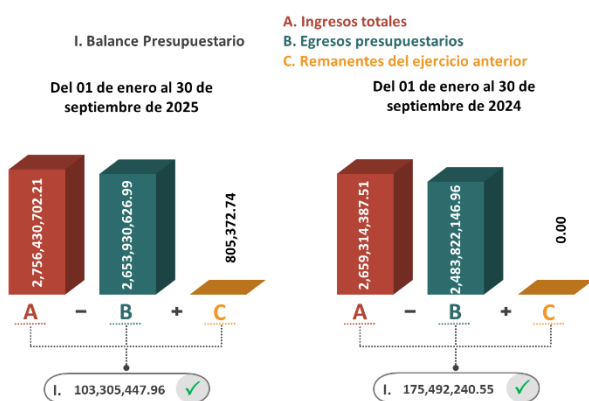 I. Balance Presupuestario
A. Ingresos totales
B. Egresos presupuestarios
C. Remanentes del ejercicio anterior
Del 01 de enero al 30 de
septiembre de 2025
2,756,430,702.21
2,653,930,626.99
805,372.74
A – B + C
I. 103,305,447.96
Del 01 de enero al 30 de
septiembre de 2024
2,659,314,387.51
2,483,822,146.96
0.00
A – B + C
I. 175,492,240.55